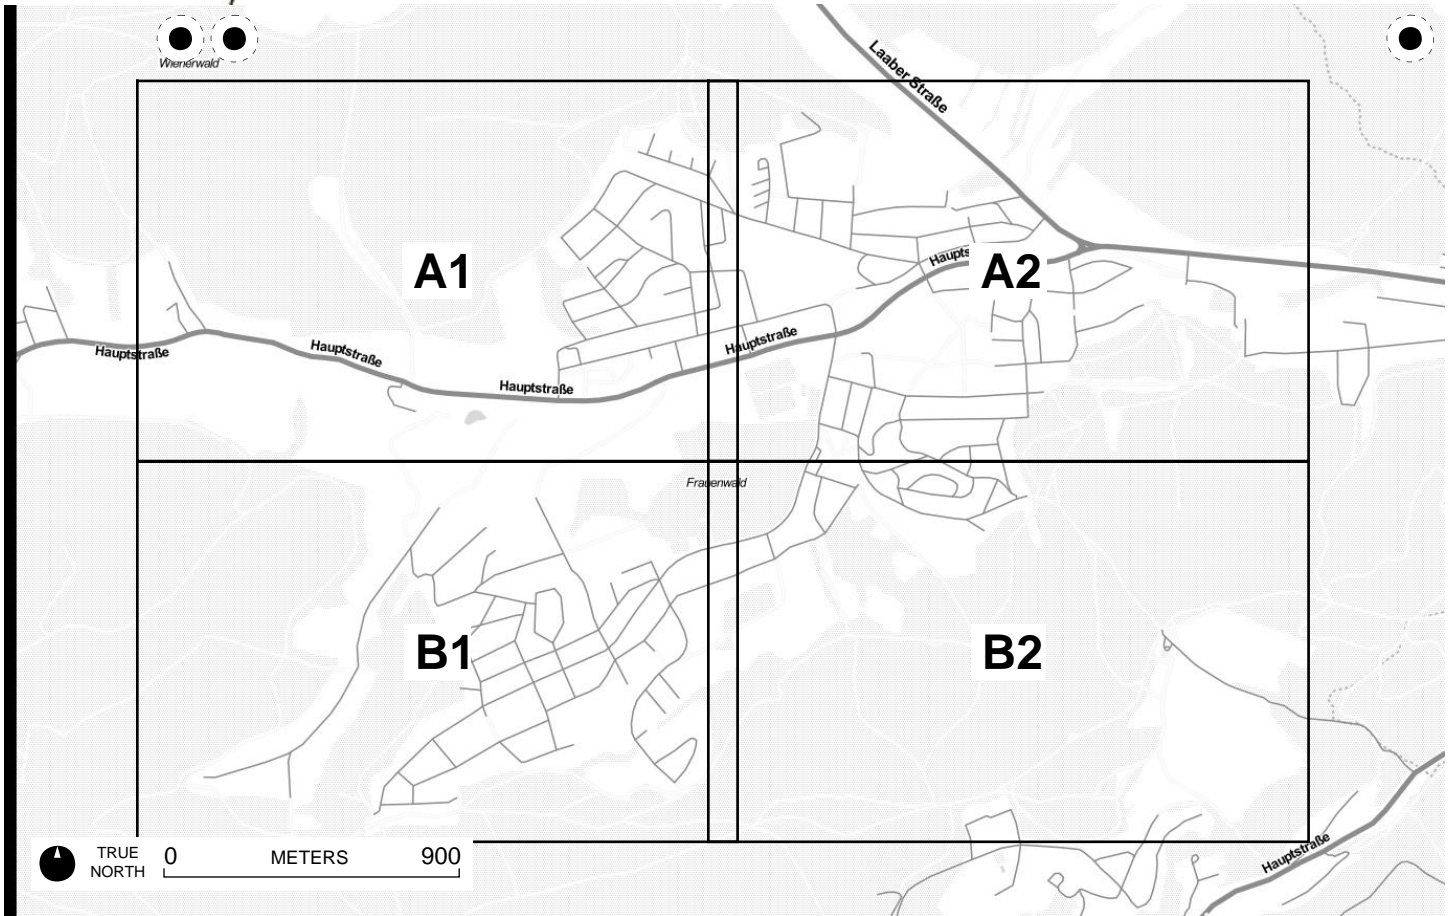 Wienerwald
Laaber Straße
A1
Hauptstraße
A2
Hauptstraße
Hauptstraße
Hauptstraße
Hauptstraße
Frauenwald
B1
B2
TRUE
NORTH
0 METERS 900
Hauptstraße